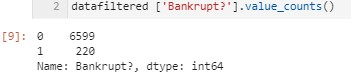 2 datafiltered ['Bankrupt?'].value_counts()
[9]: 0 6599
1 220
Name: Bankrupt?, dtype: int64